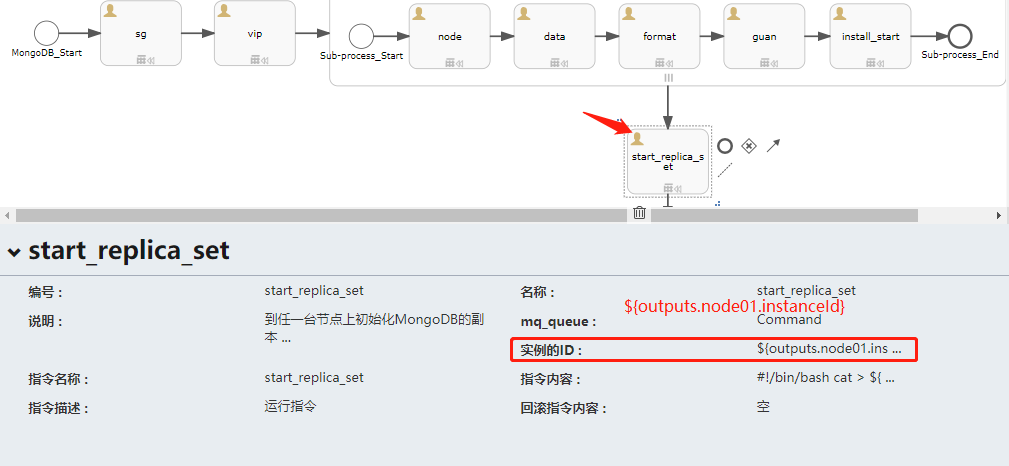 sg
vip
node
data
format
guan
install_start
MongoDB_Start
Sub-process_Start
Sub-process_End
start_replica_s
et
start_replica_set
编号：
start_replica_set
名称：
start_replica_set
${outputs.node01.instanceId}
说明：
到任一台节点上初始化MongoDB的副
本 ...
mq_queue：
Command
实例的ID：
${outputs.node01.ins ...
指令名称：
start_replica_set
指令内容：
#!/bin/bash cat > ${ ...
指令描述：
运行指令
回滚指令内容：
空